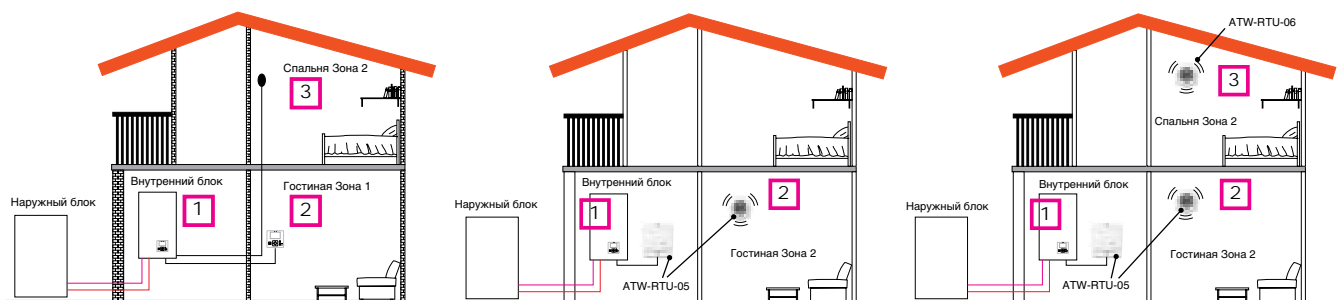 Спальня Зона 2
3
Внутренний блок
Гостиная Зона 1
Наружный блок
1
2
Внутренний блок
2
Наружный блок
1
Гостиная Зона 2
ATW-RTU-05
ATW-RTU-06
3
Спальня Зона 2
Внутренний блок
2
Наружный блок
1
Гостиная Зона 2
ATW-RTU-05